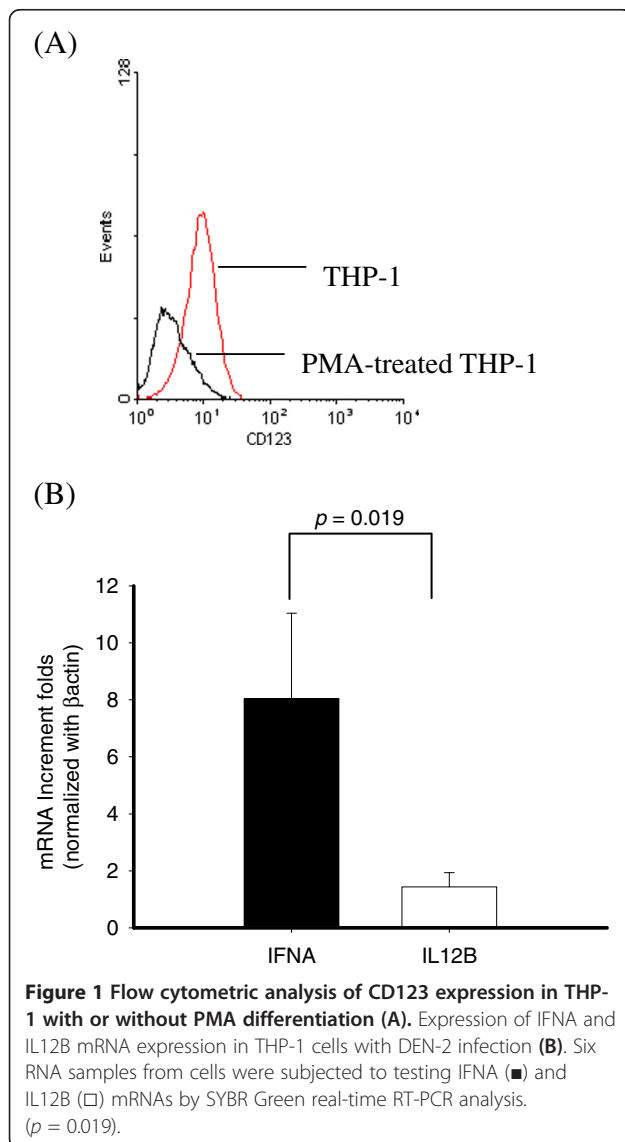 (A)
128
Events
0
THP-1
PMA-treated THP-1
10⁰ 10¹ 10² 10³ 10⁴
CD123
(B)
p = 0.019
mRNA Increment folds
(normalized with βactin)
12
10
8
6
4
2
0
IFNA IL12B
Figure 1 Flow cytometric analysis of CD123 expression in THP-
1 with or without PMA differentiation (A). Expression of IFNA and
IL12B mRNA expression in THP-1 cells with DEN-2 infection (B). Six
RNA samples from cells were subjected to testing IFNA (■) and
IL12B (□) mRNAs by SYBR Green real-time RT-PCR analysis.
(p = 0.019).